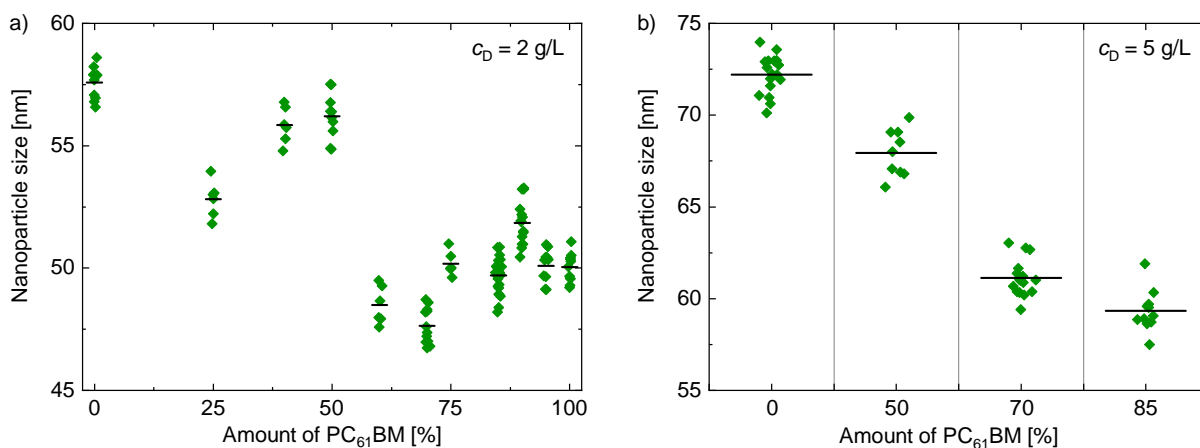 a)
c_D = 2 g/L
Nanoparticle size [nm]
60
55
50
45
0 25 50 75 100
Amount of PC₆₁BM [%]
b)
c_D = 5 g/L
Nanoparticle size [nm]
75
70
65
60
55
0 50 70 85
Amount of PC₆₁BM [%]